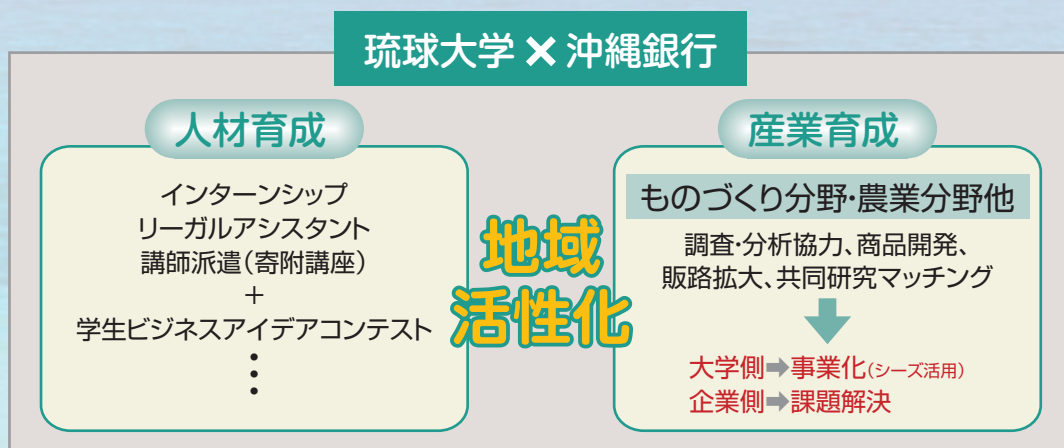 琉球大学×沖縄銀行
人材育成
インターンシップ
リーガルアシスタント
講師派遣(寄附講座)
+
学生ビジネスアイデアコンテスト
・
・
・
地域
活性化
産業育成
ものづくり分野・農業分野他
調査・分析協力、商品開発、
販路拡大、共同研究マッチング
大学側➡事業化(シーズ活用)
企業側➡課題解決